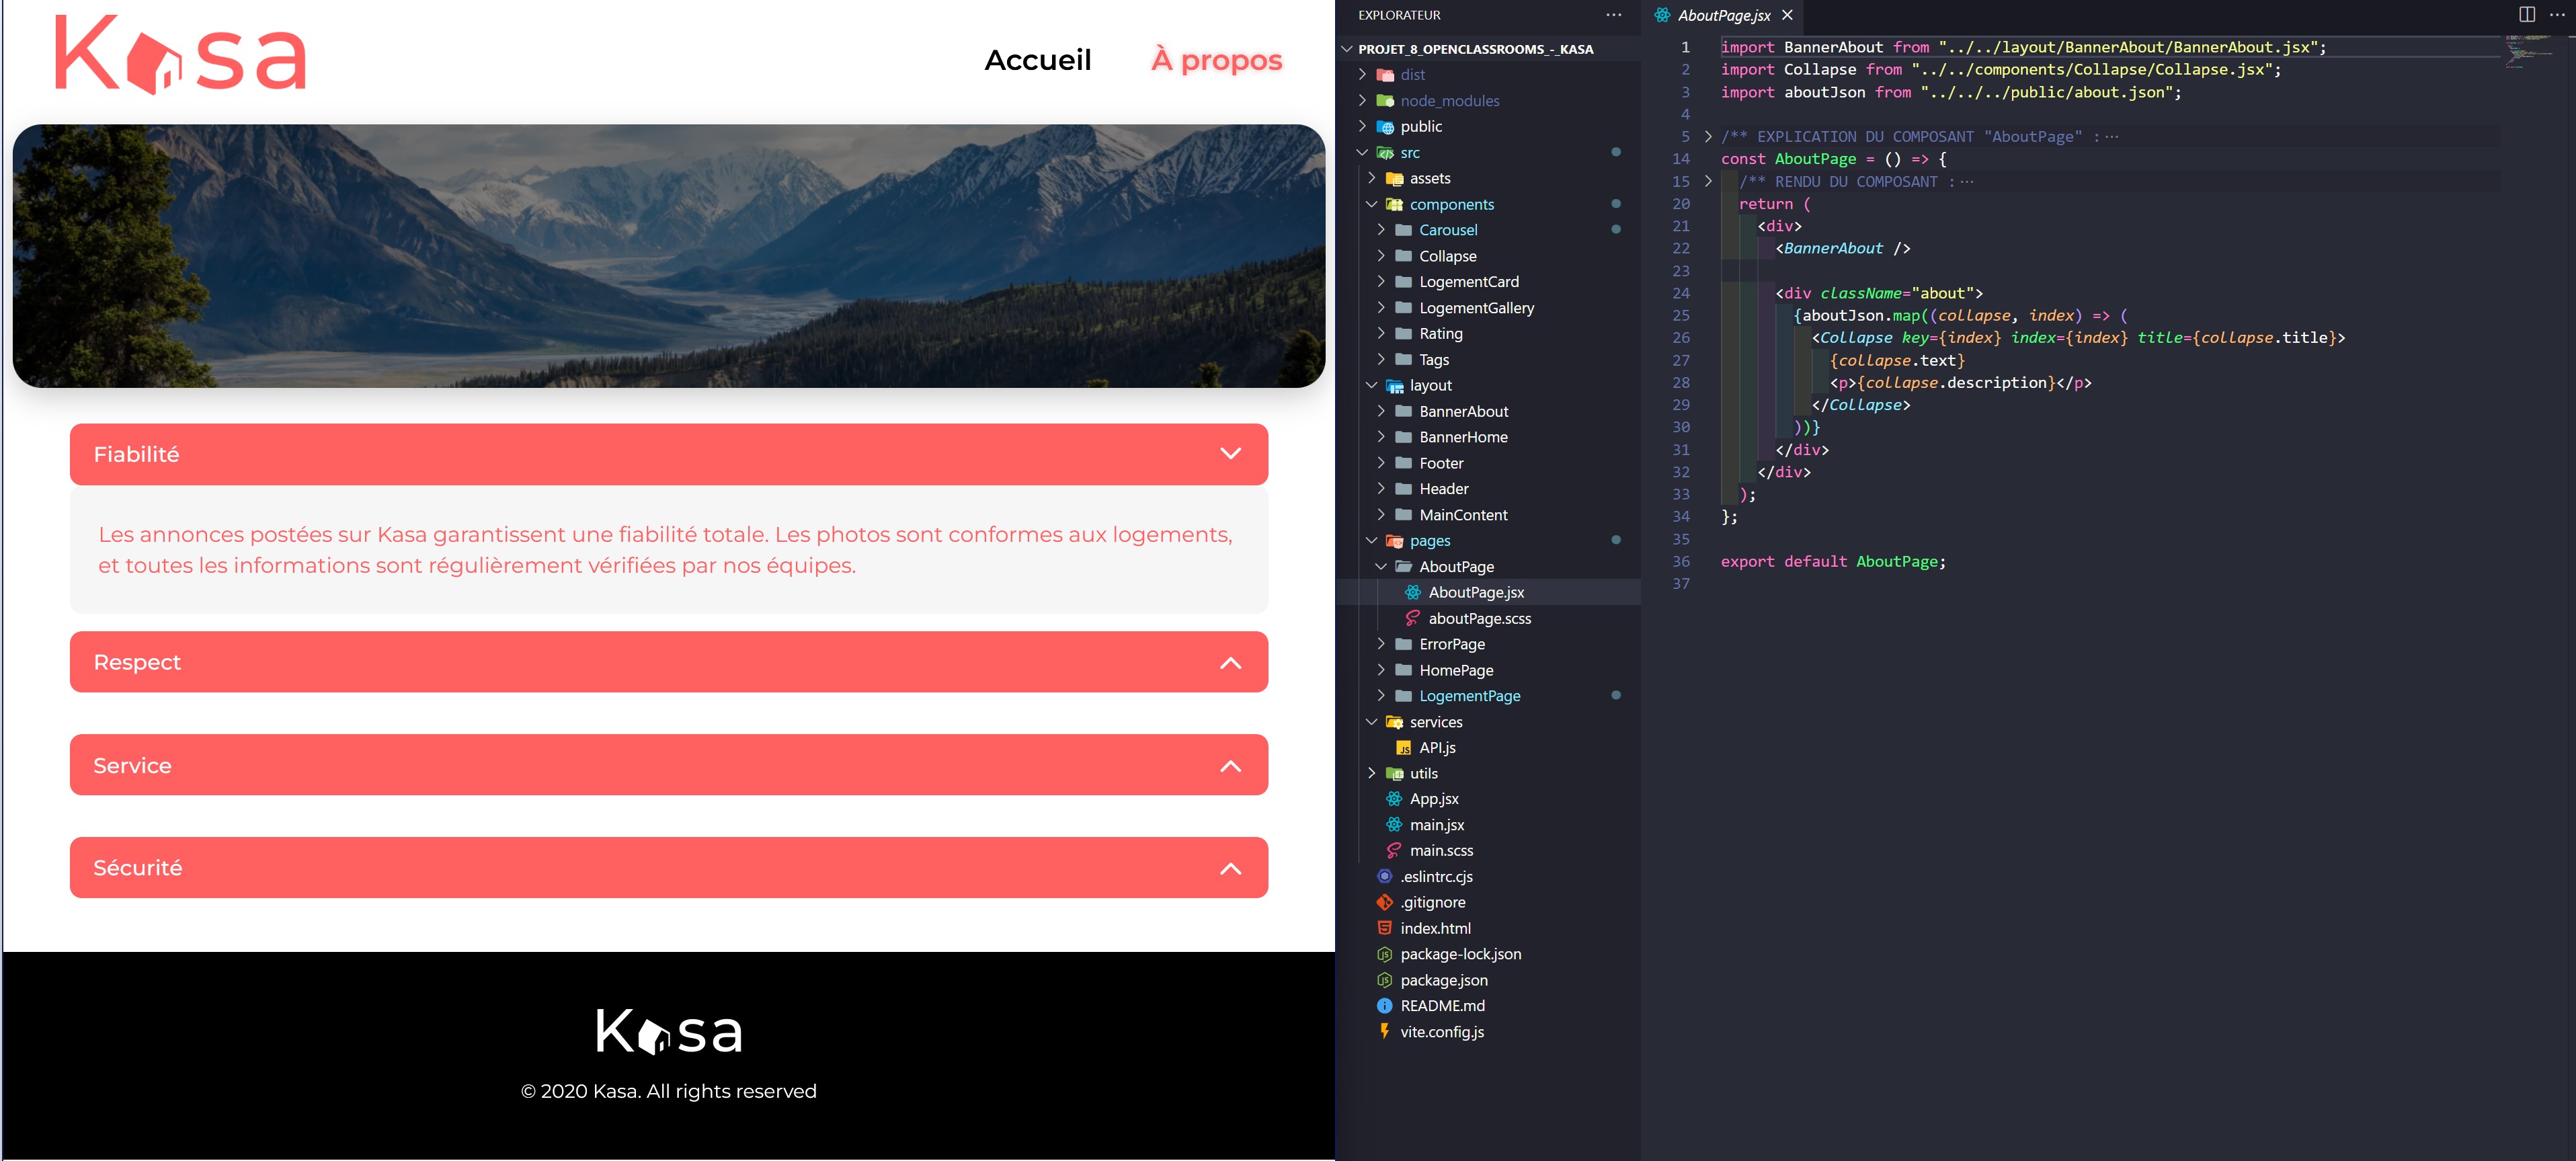 Kasa
Accueil
À propos
Fiabilité
Les annonces postées sur Kasa garantissent une fiabilité totale. Les photos sont conformes aux logements,
et toutes les informations sont régulièrement vérifiées par nos équipes.
Respect
Service
Sécurité
Kasa
© 2020 Kasa. All rights reserved
EXPLORATEUR
PROJET_8_OPENCLASSROOMS_-_KASA
dist
node_modules
public
src
assets
components
Carousel
Collapse
LogementCard
LogementGallery
Rating
Tags
layout
BannerAbout
BannerHome
Footer
Header
MainContent
pages
AboutPage
AboutPage.jsx
aboutPage.scss
ErrorPage
HomePage
LogementPage
services
JS API.js
utils
App.jsx
main.jsx
main.scss
.eslintrc.cjs
.gitignore
index.html
package-lock.json
package.json
README.md
vite.config.js
AboutPage.jsx
1 import BannerAbout from "../../layout/BannerAbout/BannerAbout.jsx";
2 import Collapse from "../../components/Collapse/Collapse.jsx";
3 import aboutJson from "../../../public/about.json";
4
5 /** EXPLICATION DU COMPOSANT "AboutPage" :···
14 const AboutPage = () => {
15 /** RENDU DU COMPOSANT :···
20 return (
21 <div>
22 <BannerAbout />
23
24 <div className="about">
25 {aboutJson.map((collapse, index) => (
26 <Collapse key={index} index={index} title={collapse.title}>
27 {collapse.text}
28 <p>{collapse.description}</p>
29 </Collapse>
30 ))}
31 </div>
32 </div>
33 );
34 };
35
36 export default AboutPage;
37